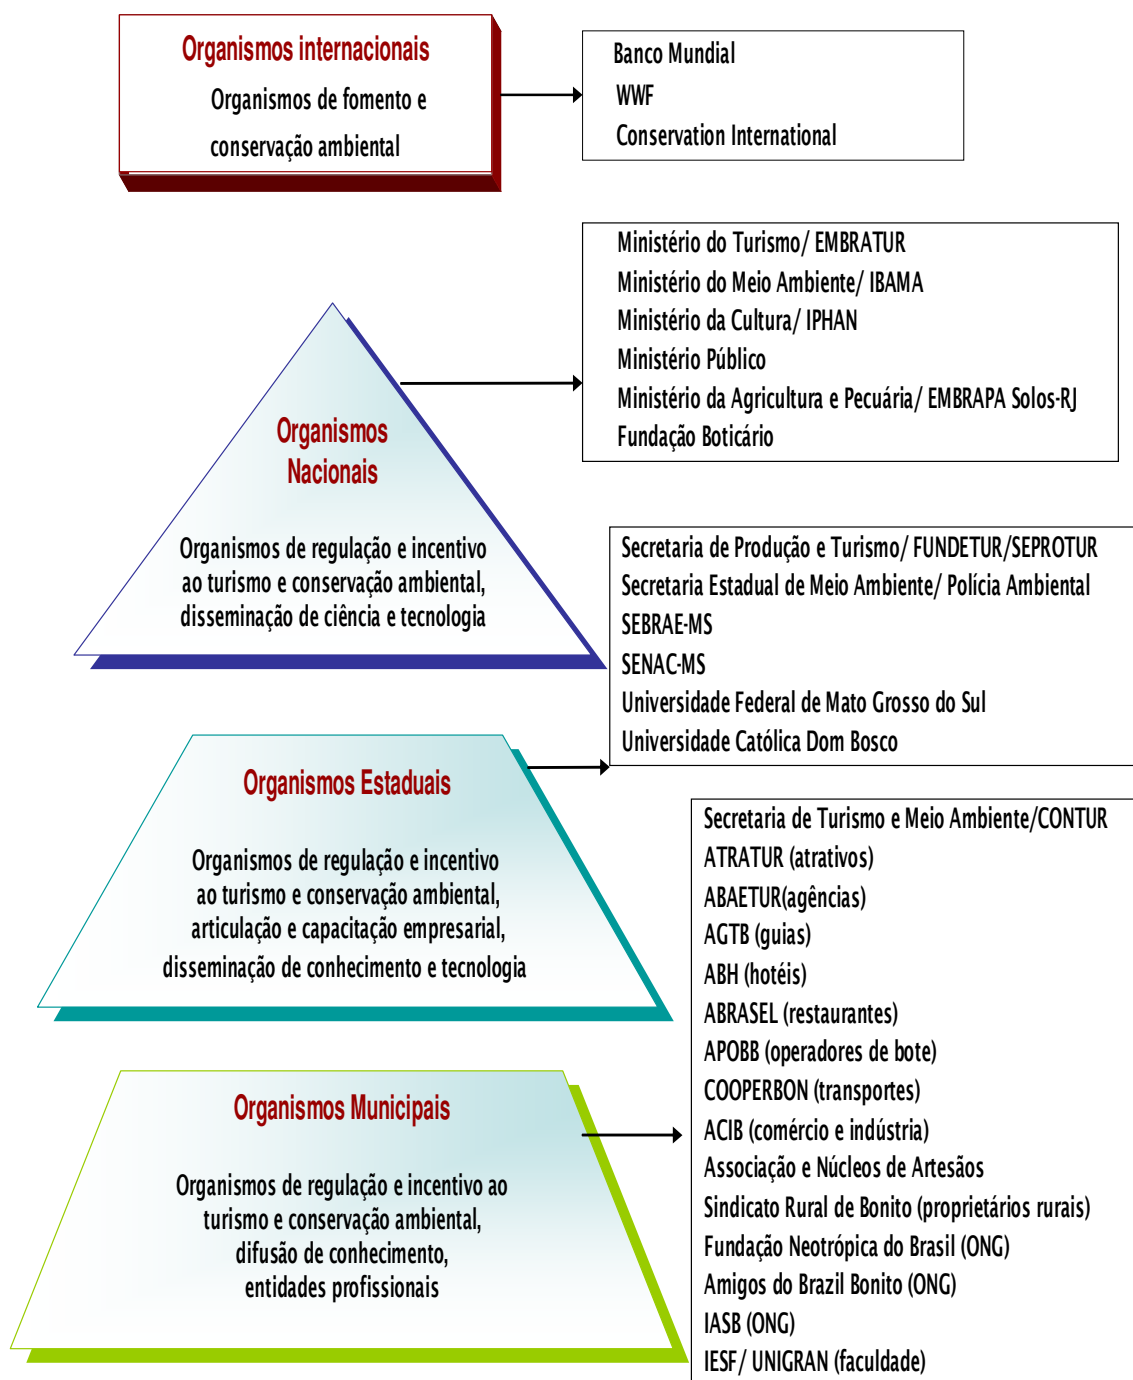 Organismos internacionais
Organismos de fomento e
conservação ambiental
Banco Mundial
WWF
Conservation International
Ministério do Turismo/ EMBRATUR
Ministério do Meio Ambiente/ IBAMA
Ministério da Cultura/ IPHAN
Ministério Público
Ministério da Agricultura e Pecuária/ EMBRAPA Solos-RJ
Fundação Boticário
Organismos
Nacionais
Organismos de regulação e incentivo
ao turismo e conservação ambiental,
disseminação de ciência e tecnologia
Secretaria de Produção e Turismo/ FUNDETUR/SEPROTUR
Secretaria Estadual de Meio Ambiente/ Polícia Ambiental
SEBRAE-MS
SENAC-MS
Universidade Federal de Mato Grosso do Sul
Universidade Católica Dom Bosco
Organismos Estaduais
Organismos de regulação e incentivo
ao turismo e conservação ambiental,
articulação e capacitação empresarial,
disseminação de conhecimento e tecnologia
Secretaria de Turismo e Meio Ambiente/CONTUR
ATRATUR (atrativos)
ABAETUR(agências)
AGTB (guias)
ABH (hotéis)
ABRASEL (restaurantes)
APOBB (operadores de bote)
COOPERBON (transportes)
ACIB (comércio e indústria)
Associação e Núcleos de Artesãos
Sindicato Rural de Bonito (proprietários rurais)
Fundação Neotrópica do Brasil (ONG)
Amigos do Brazil Bonito (ONG)
IASB (ONG)
IESF/ UNIGRAN (faculdade)
Organismos Municipais
Organismos de regulação e incentivo ao
turismo e conservação ambiental,
difusão de conhecimento,
entidades profissionais